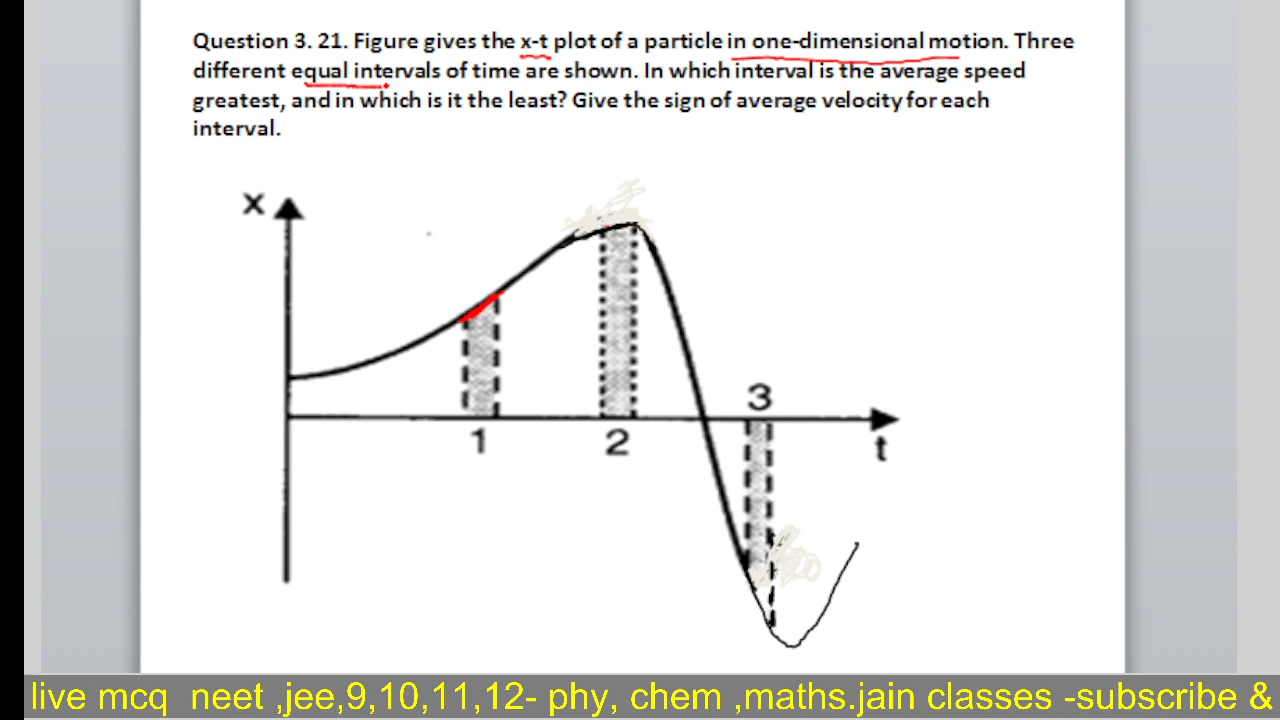 Question 3. 21. Figure gives the x-t plot of a particle in one-dimensional motion. Three
different equal intervals of time are shown. In which interval is the average speed
greatest, and in which is it the least? Give the sign of average velocity for each
interval.
x
3
1
2
t
live mcq neet ,jee,9,10,11,12- phy, chem ,maths.jain classes -subscribe &